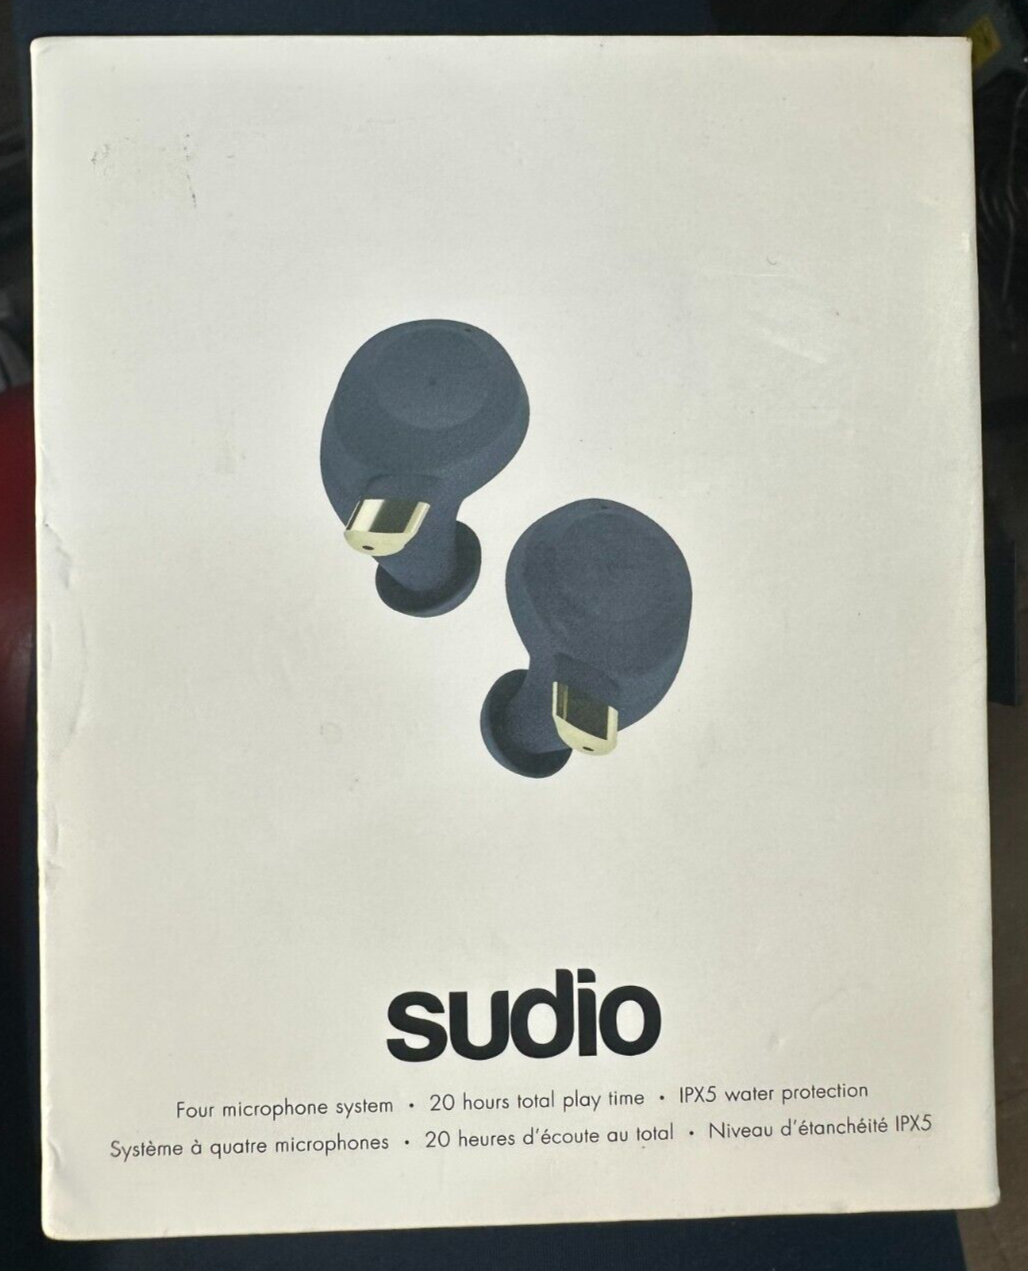 sudio
Four microphone system • 20 hours total play time • IPX5 water protection
Système à quatre microphones • 20 heures d'écoute au total • Niveau d'étanchéité IPX5